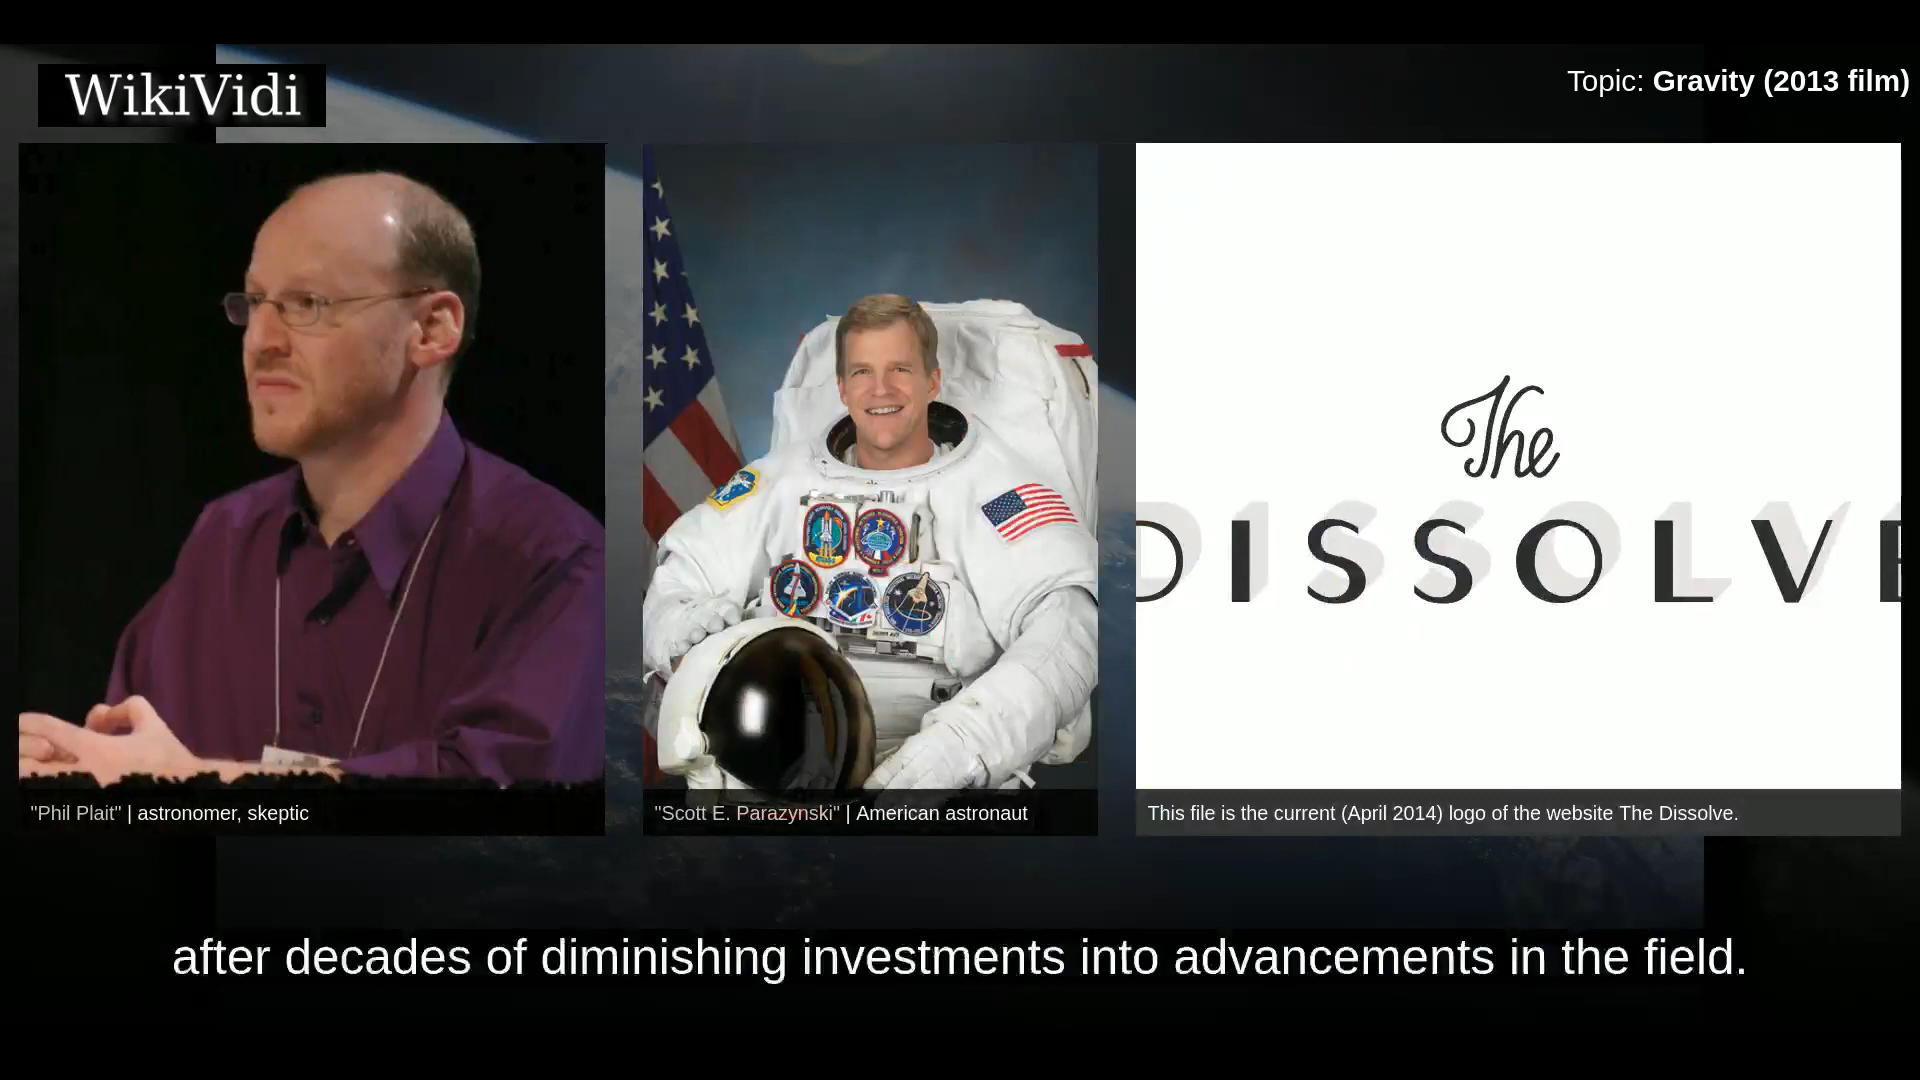 WikiVidi
Topic: Gravity (2013 film)
The
DISSOLVE
"Phil Plait" | astronomer, skeptic
"Scott E. Parazynski" | American astronaut
This file is the current (April 2014) logo of the website The Dissolve.
after decades of diminishing investments into advancements in the field.